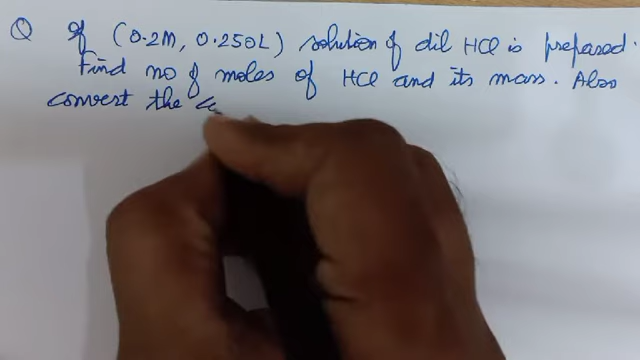 Q If (0.2M, 0.250L) solution of dil HCl is prepared.
Find no of moles of HCl and its mass. Also
convert the